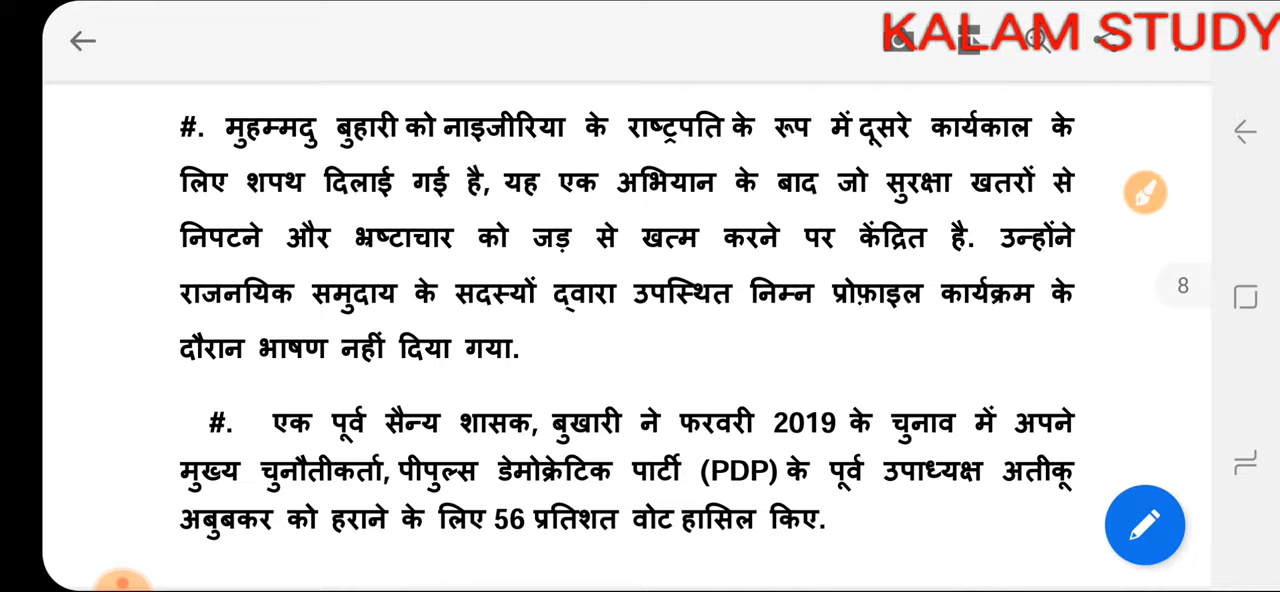 KALAM STUDY
#. मुहम्मदु बुहारी को नाइजीरिया के राष्ट्रपति के रूप में दूसरे कार्यकाल के
लिए शपथ दिलाई गई है, यह एक अभियान के बाद जो सुरक्षा खतरों से
निपटने और भ्रष्टाचार को जड़ से खत्म करने पर केंद्रित है. उन्होंने
राजनयिक समुदाय के सदस्यों द्वारा उपस्थित निम्न प्रोफ़ाइल कार्यक्रम के
8
दौरान भाषण नहीं दिया गया.
#. एक पूर्व सैन्य शासक, बुखारी ने फरवरी 2019 के चुनाव में अपने
मुख्य चुनौतीकर्ता, पीपुल्स डेमोक्रेटिक पार्टी (PDP) के पूर्व उपाध्यक्ष अतीकू
अबुबकर को हराने के लिए 56 प्रतिशत वोट हासिल किए.